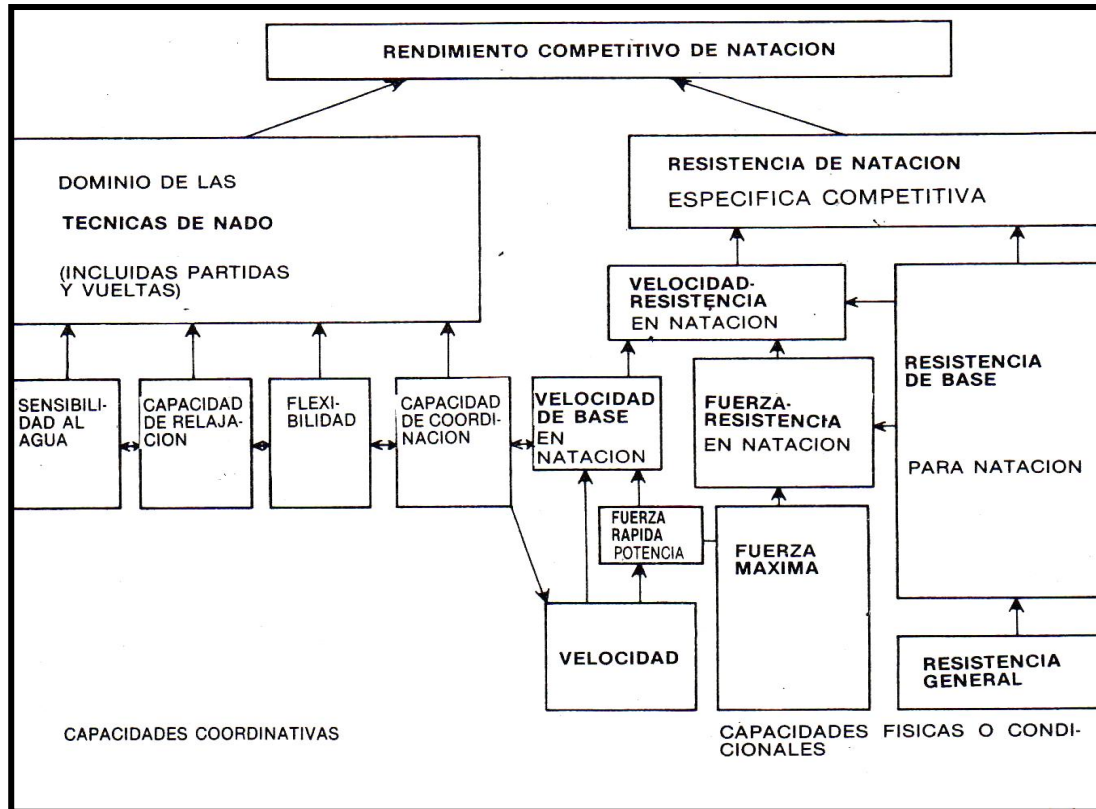 RENDIMIENTO COMPETITIVO DE NATACION
DOMINIO DE LAS
TECNICAS DE NADO
(INCLUIDAS PARTIDAS
Y VUELTAS)
RESISTENCIA DE NATACION
ESPECIFICA COMPETITIVA
VELOCIDAD-
RESISTENCIA
EN NATACION
RESISTENCIA
DE BASE
PARA NATACION
SENSIBILI-
DAD AL
AGUA
CAPACIDAD
DE RELAJA-
CION
FLEXI-
BILIDAD
CAPACIDAD
DE COORDI-
NACION
VELOCIDAD
DE BASE
EN
NATACION
FUERZA-
RESISTENCIA
EN NATACION
FUERZA
RAPIDA
POTENCIA
FUERZA
MAXIMA
VELOCIDAD
RESISTENCIA
GENERAL
CAPACIDADES COORDINATIVAS
CAPACIDADES FISICAS O CONDI-
CIONALES